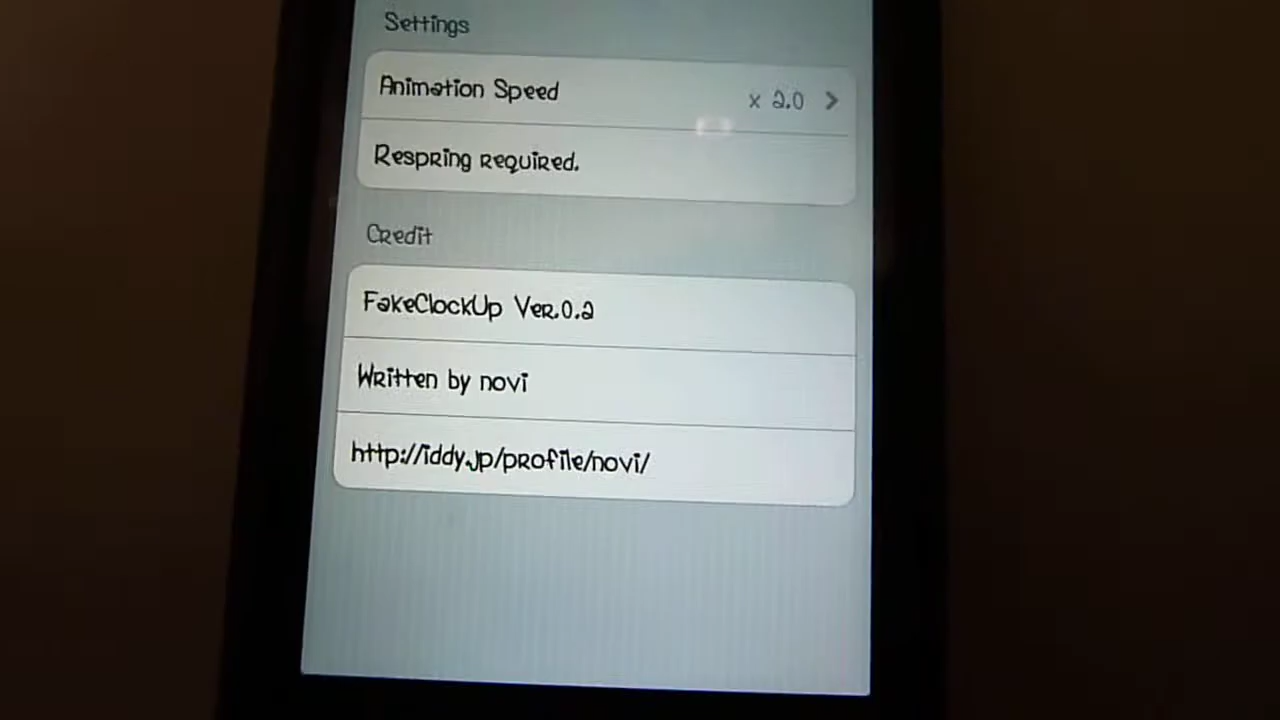 Settings
Animation Speed x 2.0 >
Respring required.
Credit
FakeClockUp Ver.0.2
Written by novi
http://iddy.jp/profile/novi/